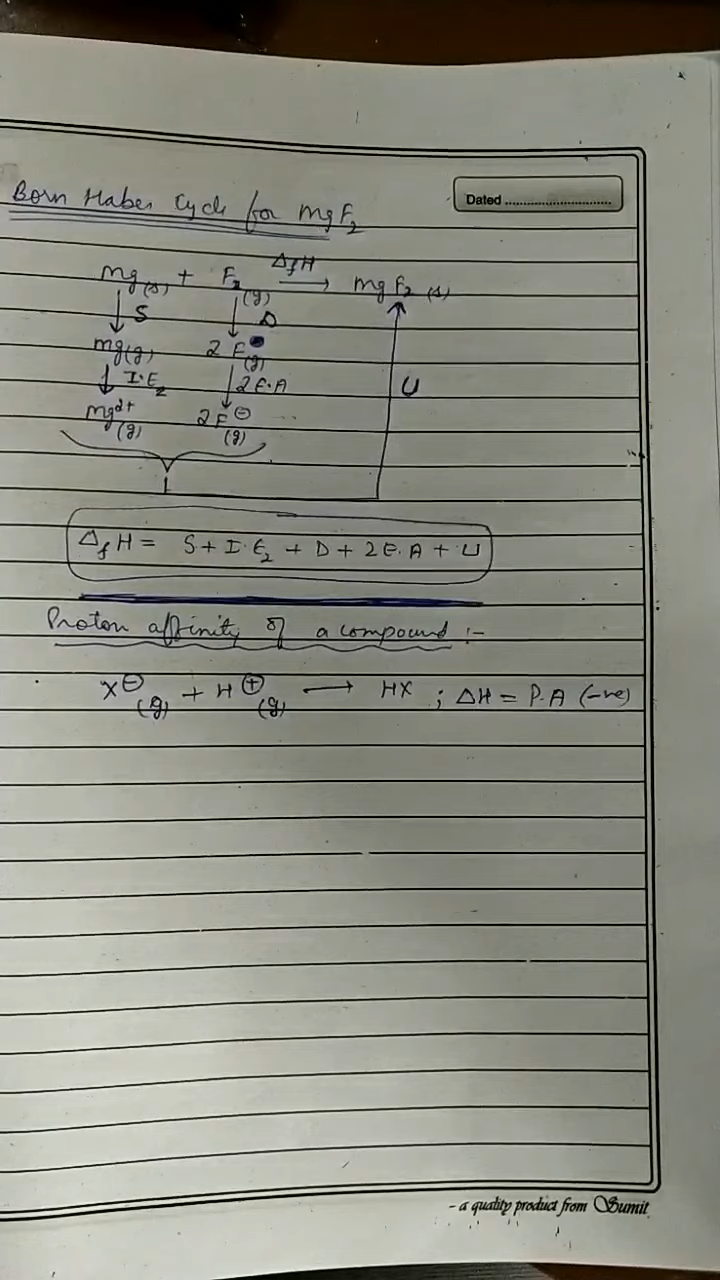 Born Haber Cycle for MgF₂
Dated ..............................
Mg(s) + F₂(g) ΔfH → MgF₂(s)
↓ S ↓ D
Mg(g) 2F(g)
↓ I.E₂ ↓ 2E.A U
Mg²⁺(g) 2F⊖(g)
ΔfH = S + I.E₂ + D + 2E.A + U
Proton affinity of a compound :-
X⊖(g) + H⊕(g) → HX ; ΔH = P.A (-ve)
- a quality product from Sumit